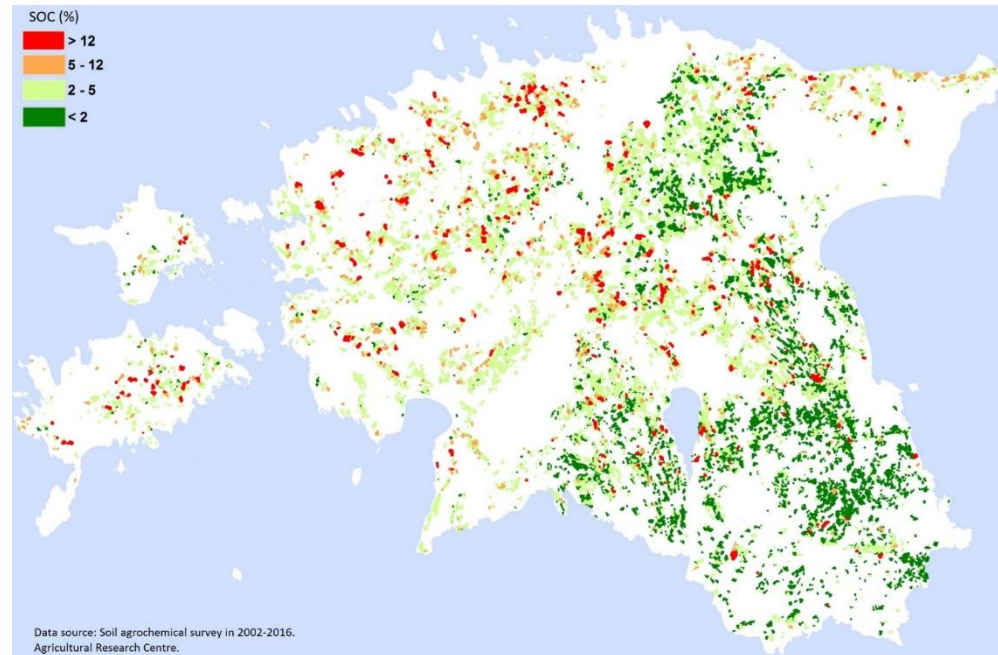 SOC (%)
> 12
5 - 12
2 - 5
< 2
Data source: Soil agrochemical survey in 2002-2016.
Agricultural Research Centre.